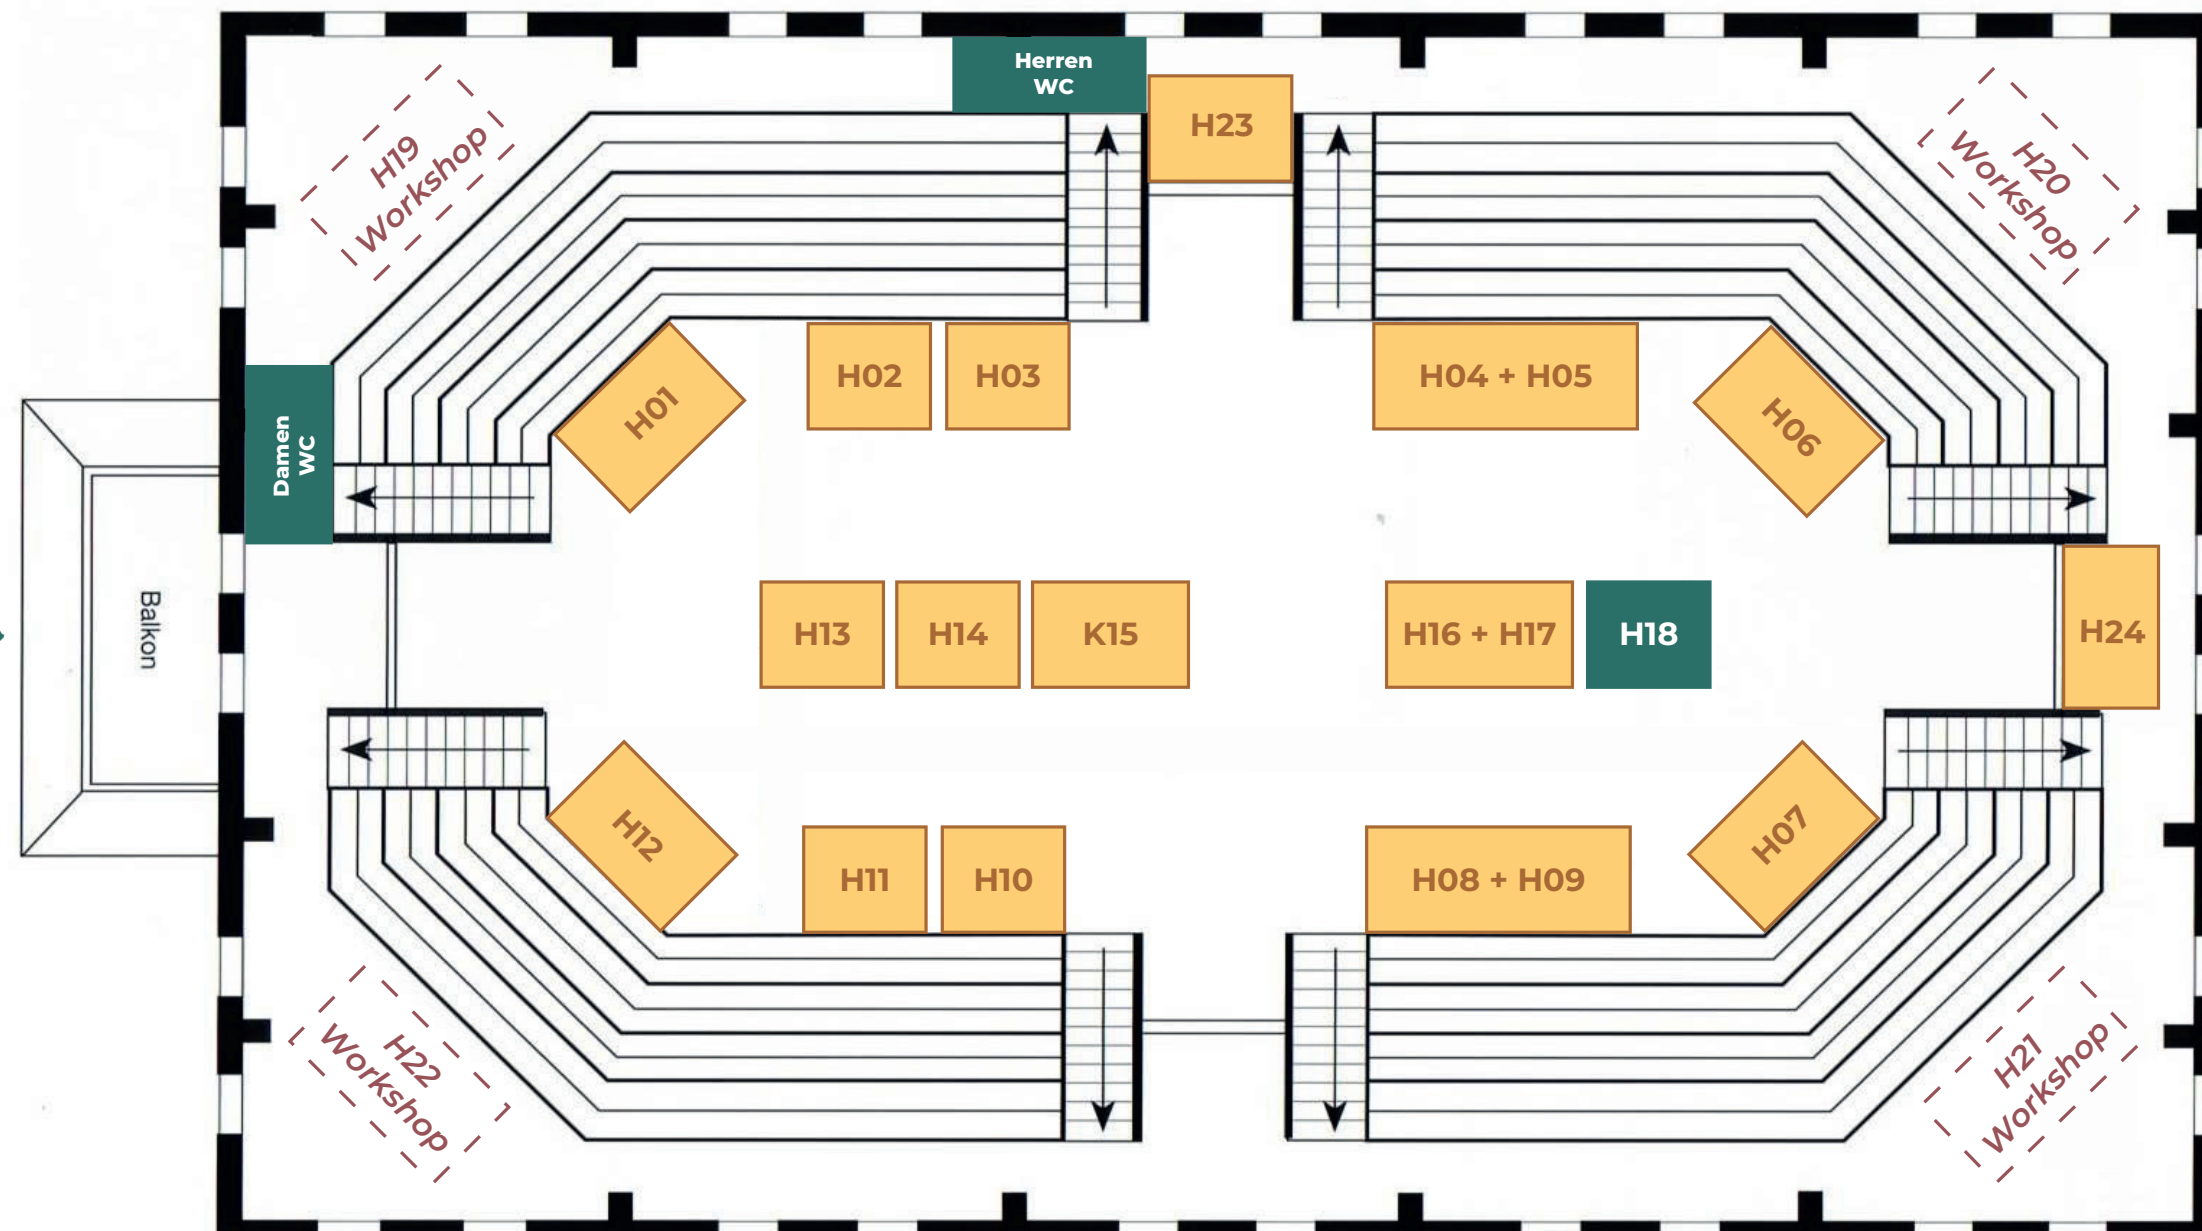 Herren
WC
H23
H19
Workshop
H20
Workshop
H01
H02
H03
H04 + H05
H06
Damen
WC
Balkon
H13
H14
K15
H16 + H17
H18
H24
H12
H11
H10
H08 + H09
H07
H22
Workshop
H21
Workshop